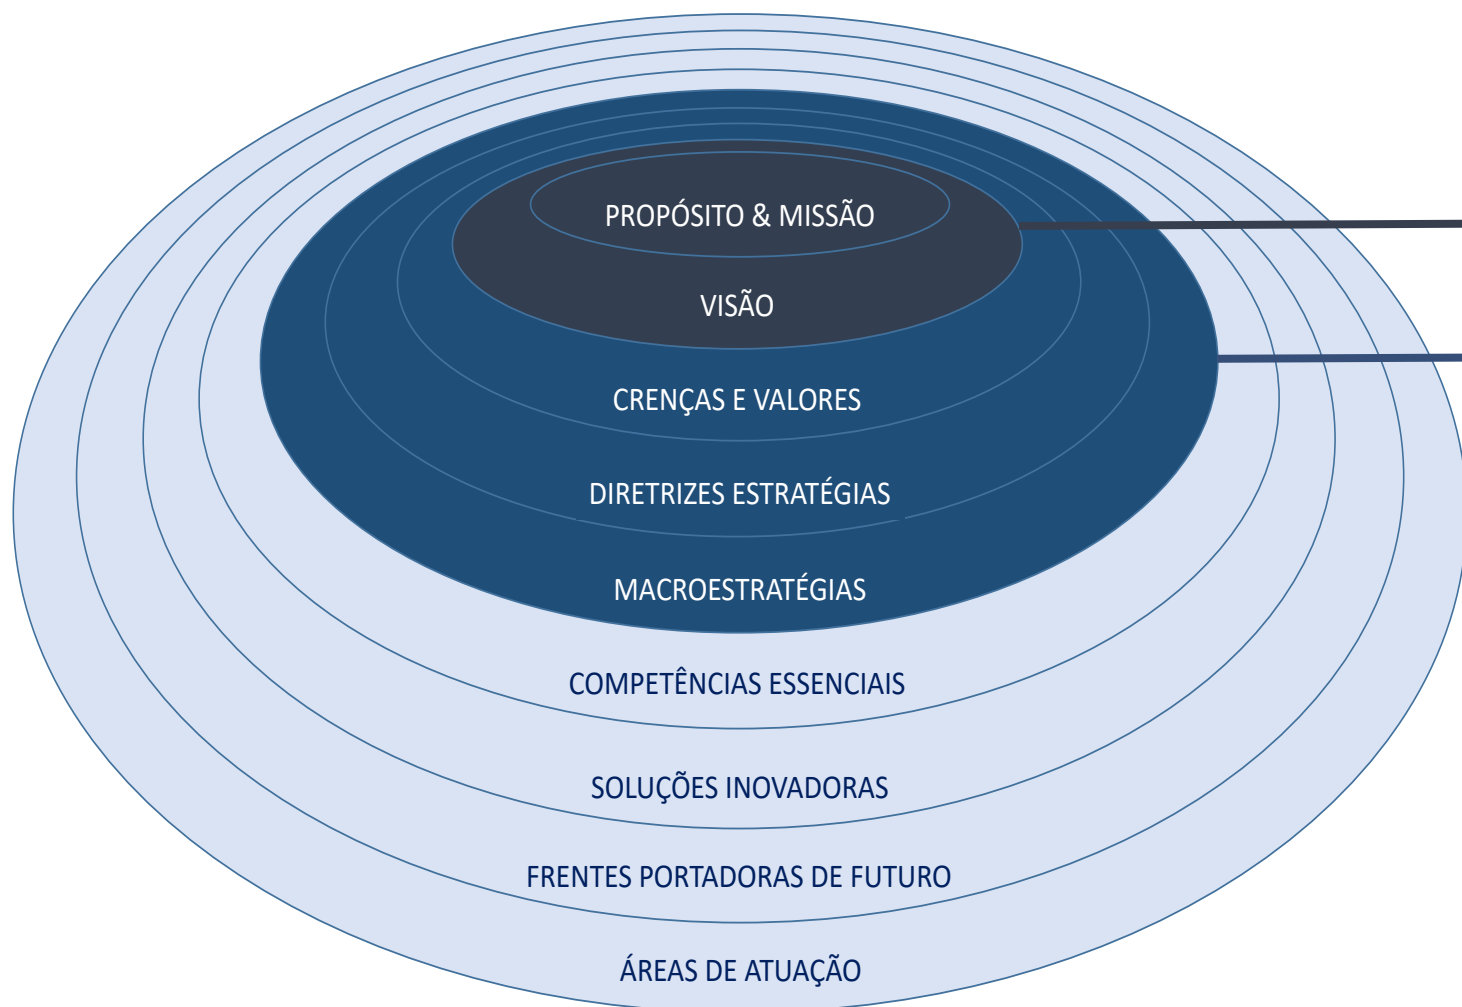 PROPÓSITO & MISSÃO
VISÃO
CRENÇAS E VALORES
DIRETRIZES ESTRATÉGIAS
MACROESTRATÉGIAS
COMPETÊNCIAS ESSENCIAIS
SOLUÇÕES INOVADORAS
FRENTES PORTADORAS DE FUTURO
ÁREAS DE ATUAÇÃO